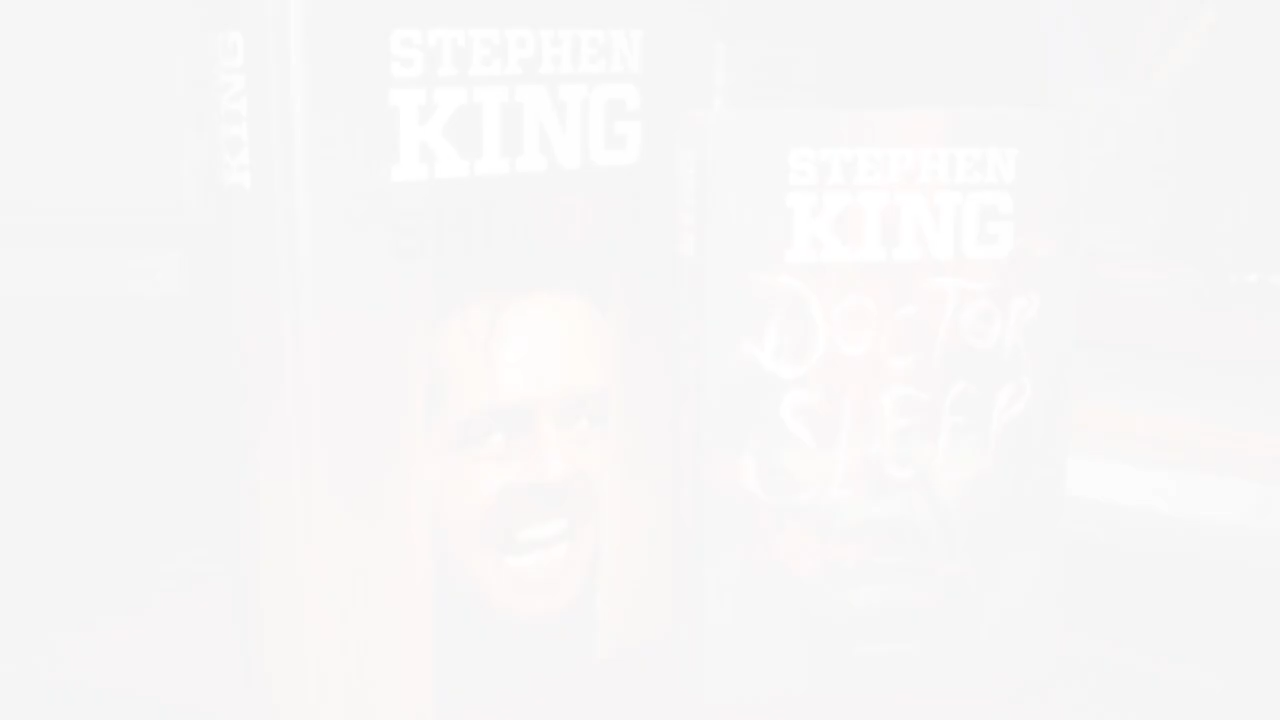 KING
STEPHEN
KING
STEPHEN
KING
DOCTOR
SLEEP